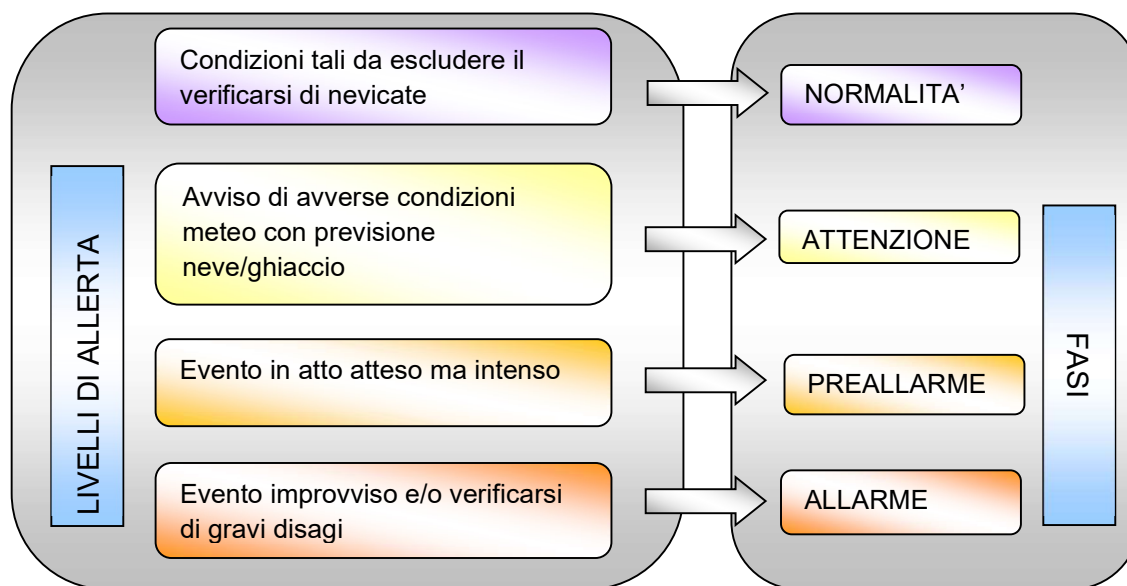 Condizioni tali da escludere il
verificarsi di nevicate
NORMALITA’
LIVELLI DI ALLERTA
Avviso di avverse condizioni
meteo con previsione
neve/ghiaccio
ATTENZIONE
FASI
Evento in atto atteso ma intenso
PREALLARME
Evento improvviso e/o verificarsi
di gravi disagi
ALLARME